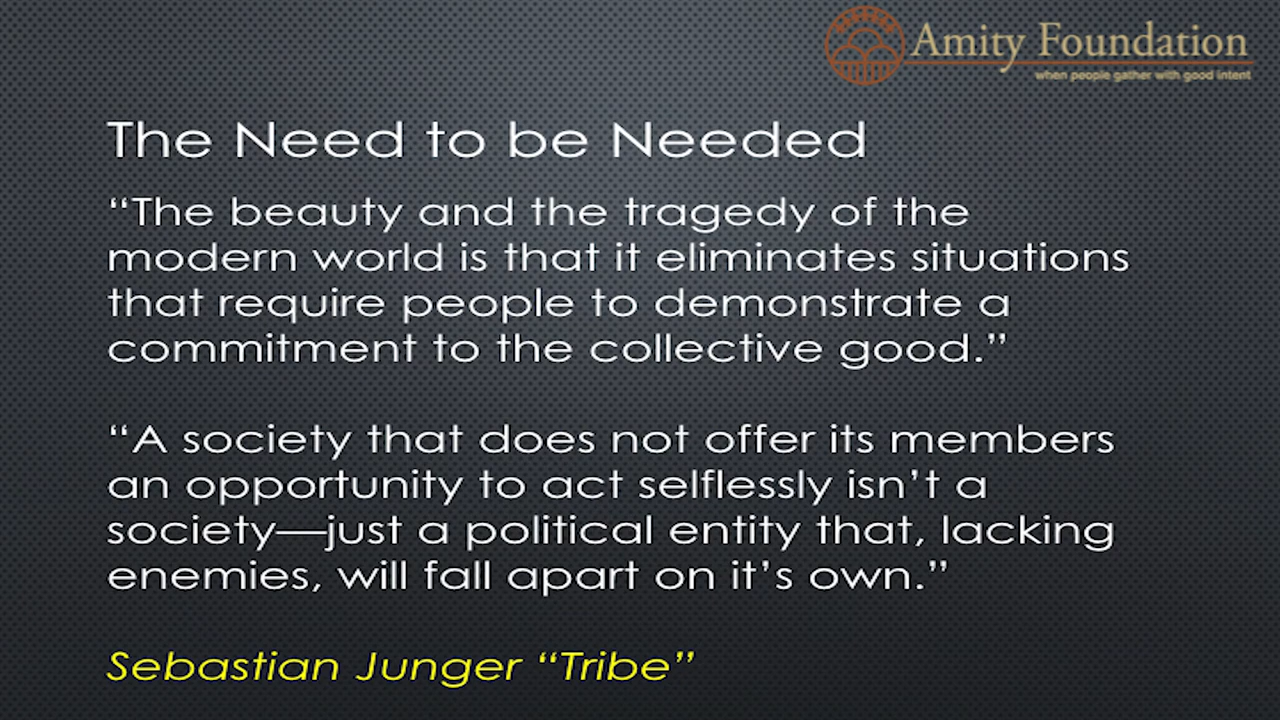 Amity Foundation
when people gather with good intent
The Need to be Needed
“The beauty and the tragedy of the
modern world is that it eliminates situations
that require people to demonstrate a
commitment to the collective good.”
“A society that does not offer its members
an opportunity to act selflessly isn’t a
society—just a political entity that, lacking
enemies, will fall apart on it’s own.”
Sebastian Junger “Tribe”